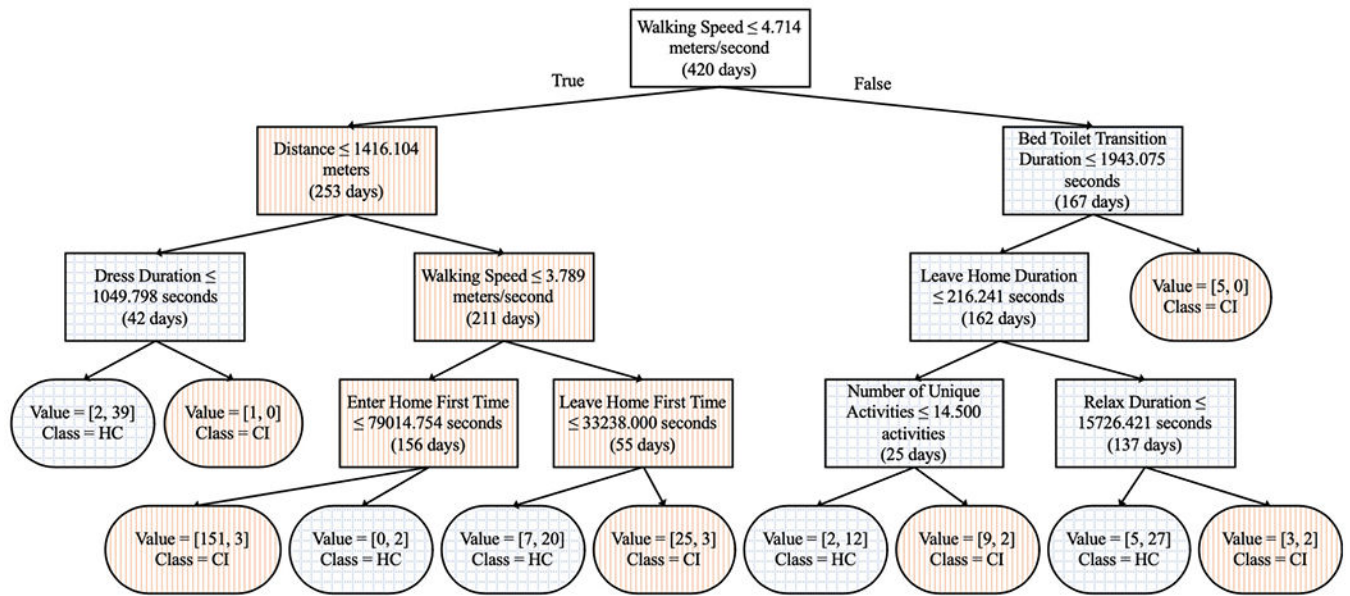 Walking Speed ≤ 4.714
meters/second
(420 days)
True
False
Distance ≤ 1416.104
meters
(253 days)
Bed Toilet Transition
Duration ≤ 1943.075
seconds
(167 days)
Dress Duration ≤
1049.798 seconds
(42 days)
Walking Speed ≤ 3.789
meters/second
(211 days)
Leave Home Duration
≤ 216.241 seconds
(162 days)
Value = [5, 0]
Class = CI
Value = [2, 39]
Class = HC
Value = [1, 0]
Class = CI
Enter Home First Time
≤ 79014.754 seconds
(156 days)
Leave Home First Time
≤ 33238.000 seconds
(55 days)
Number of Unique
Activities ≤ 14.500
activities
(25 days)
Relax Duration ≤
15726.421 seconds
(137 days)
Value = [151, 3]
Class = CI
Value = [0, 2]
Class = HC
Value = [7, 20]
Class = HC
Value = [25, 3]
Class = CI
Value = [2, 12]
Class = HC
Value = [9, 2]
Class = CI
Value = [5, 27]
Class = HC
Value = [3, 2]
Class = CI